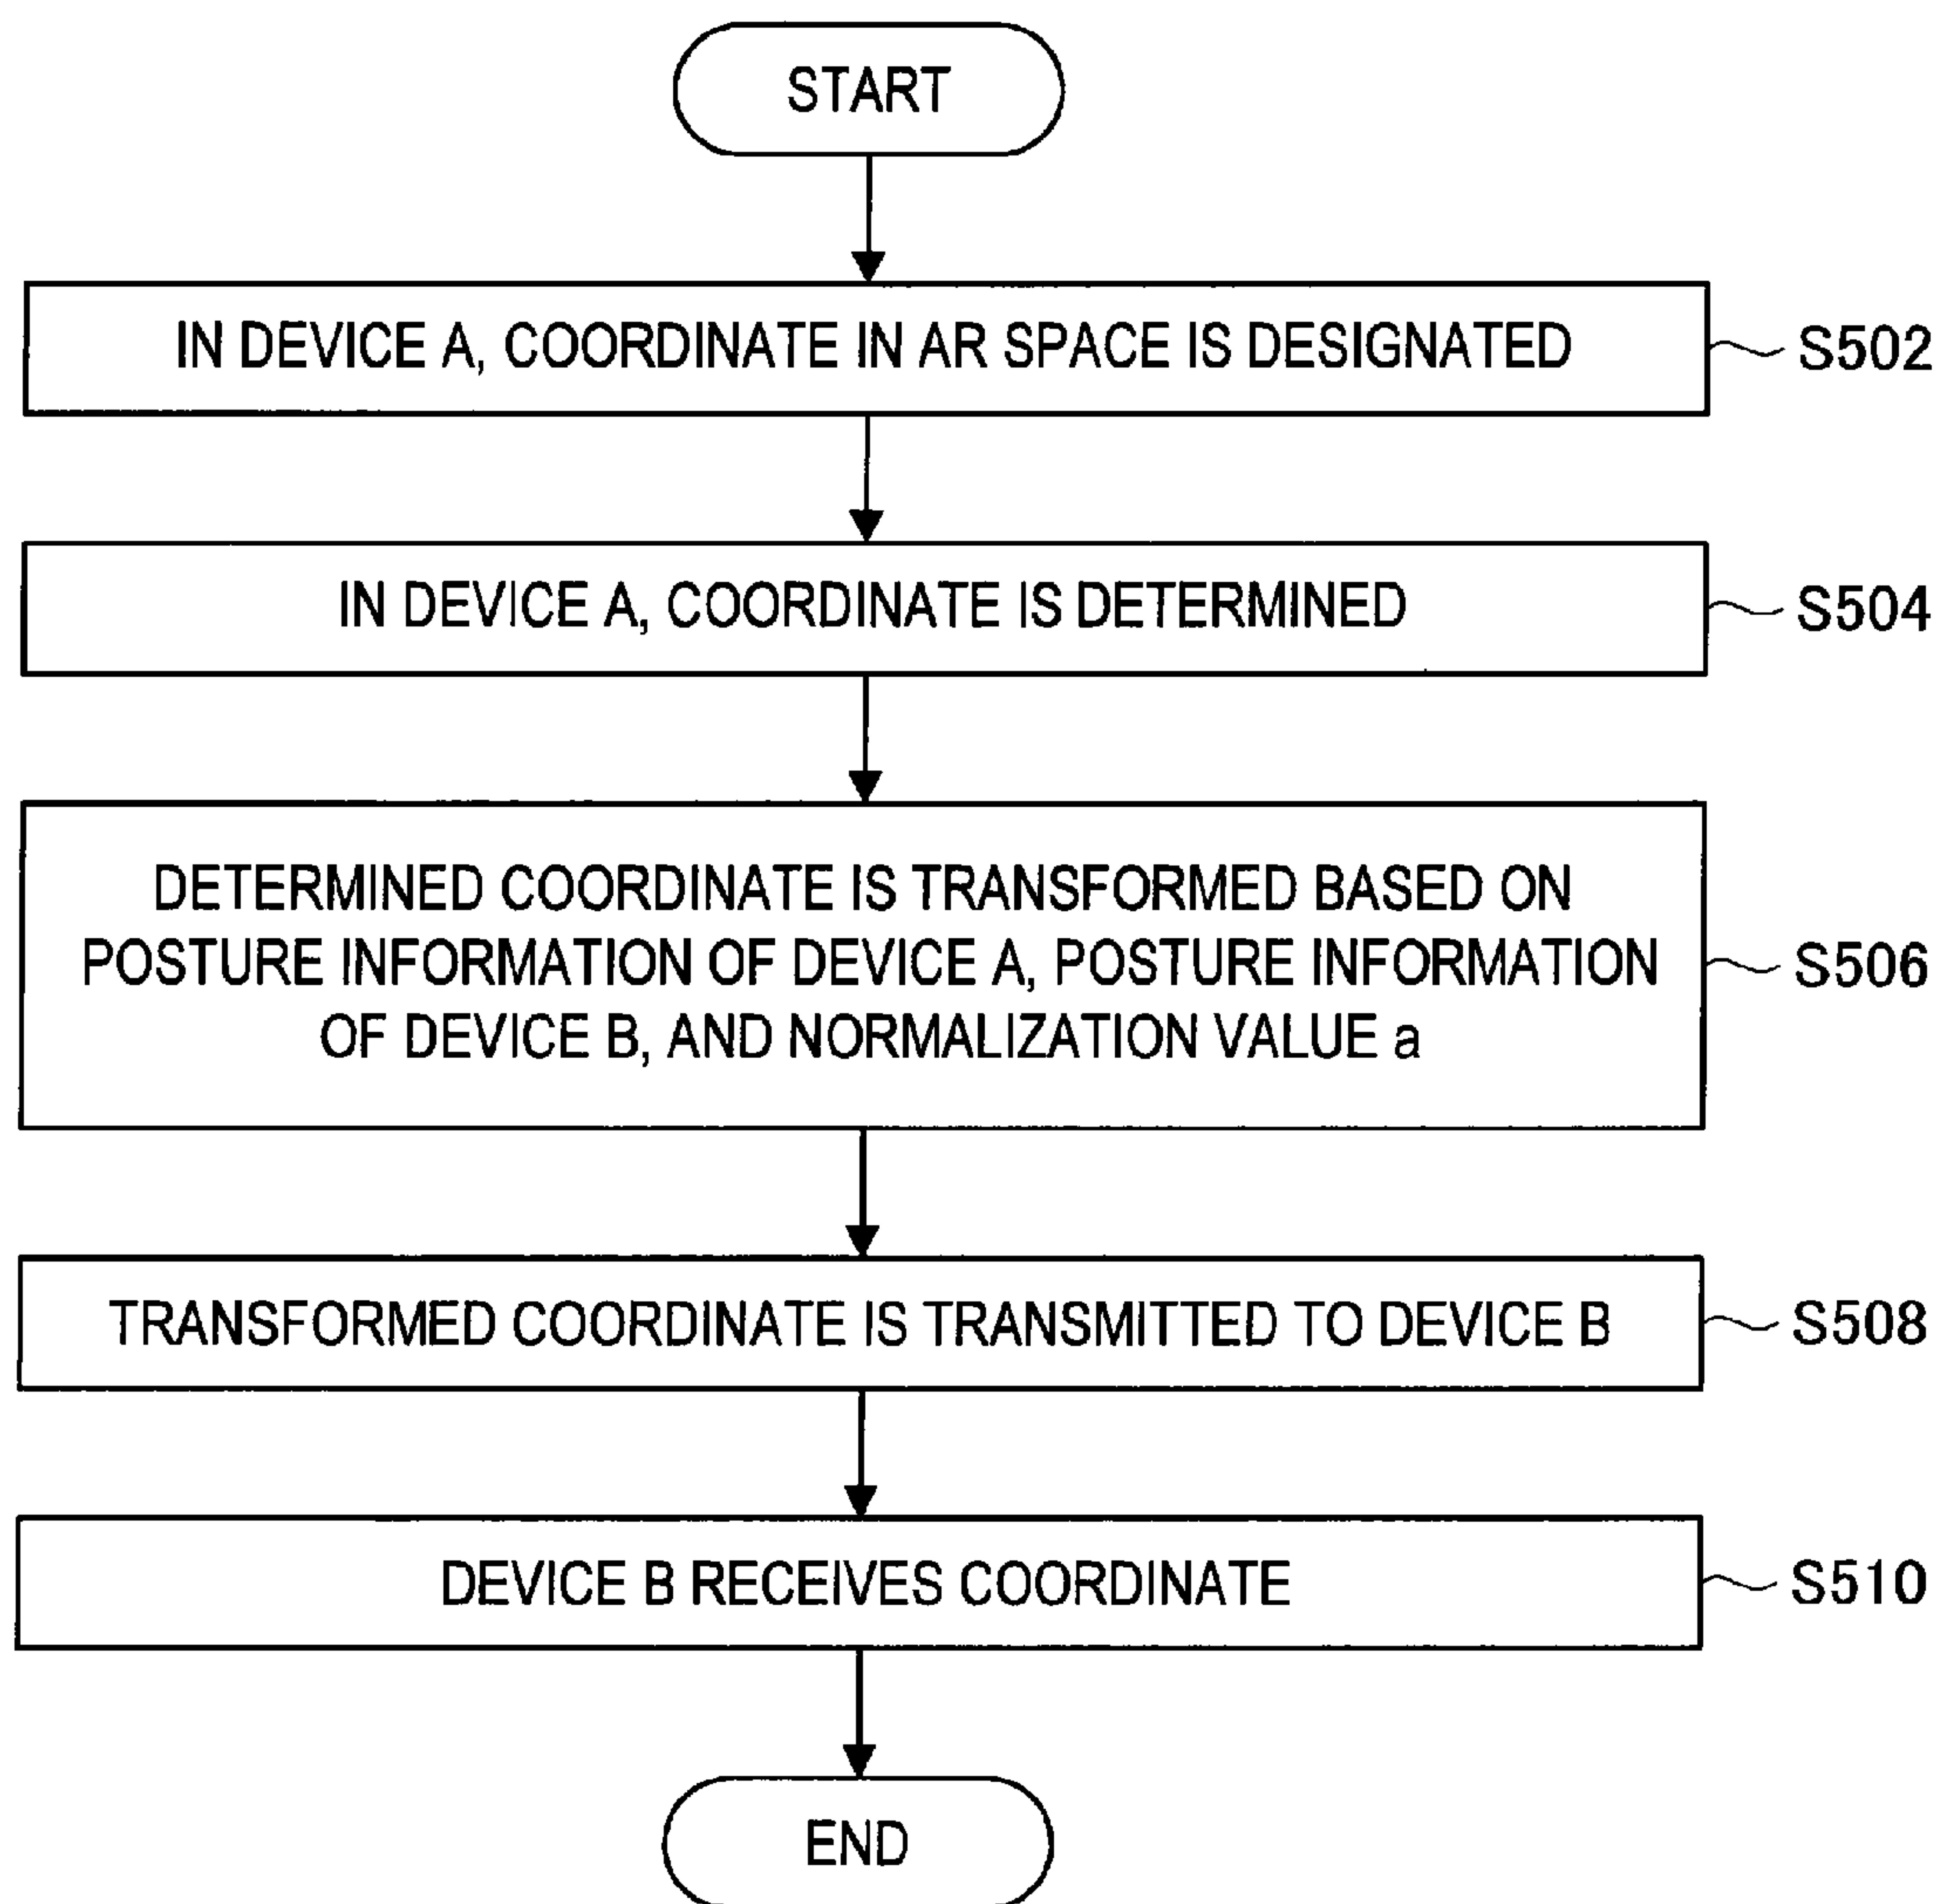 START
IN DEVICE A, COORDINATE IN AR SPACE IS DESIGNATED
S502
IN DEVICE A, COORDINATE IS DETERMINED
S504
DETERMINED COORDINATE IS TRANSFORMED BASED ON
POSTURE INFORMATION OF DEVICE A, POSTURE INFORMATION
OF DEVICE B, AND NORMALIZATION VALUE a
S506
TRANSFORMED COORDINATE IS TRANSMITTED TO DEVICE B
S508
DEVICE B RECEIVES COORDINATE
S510
END